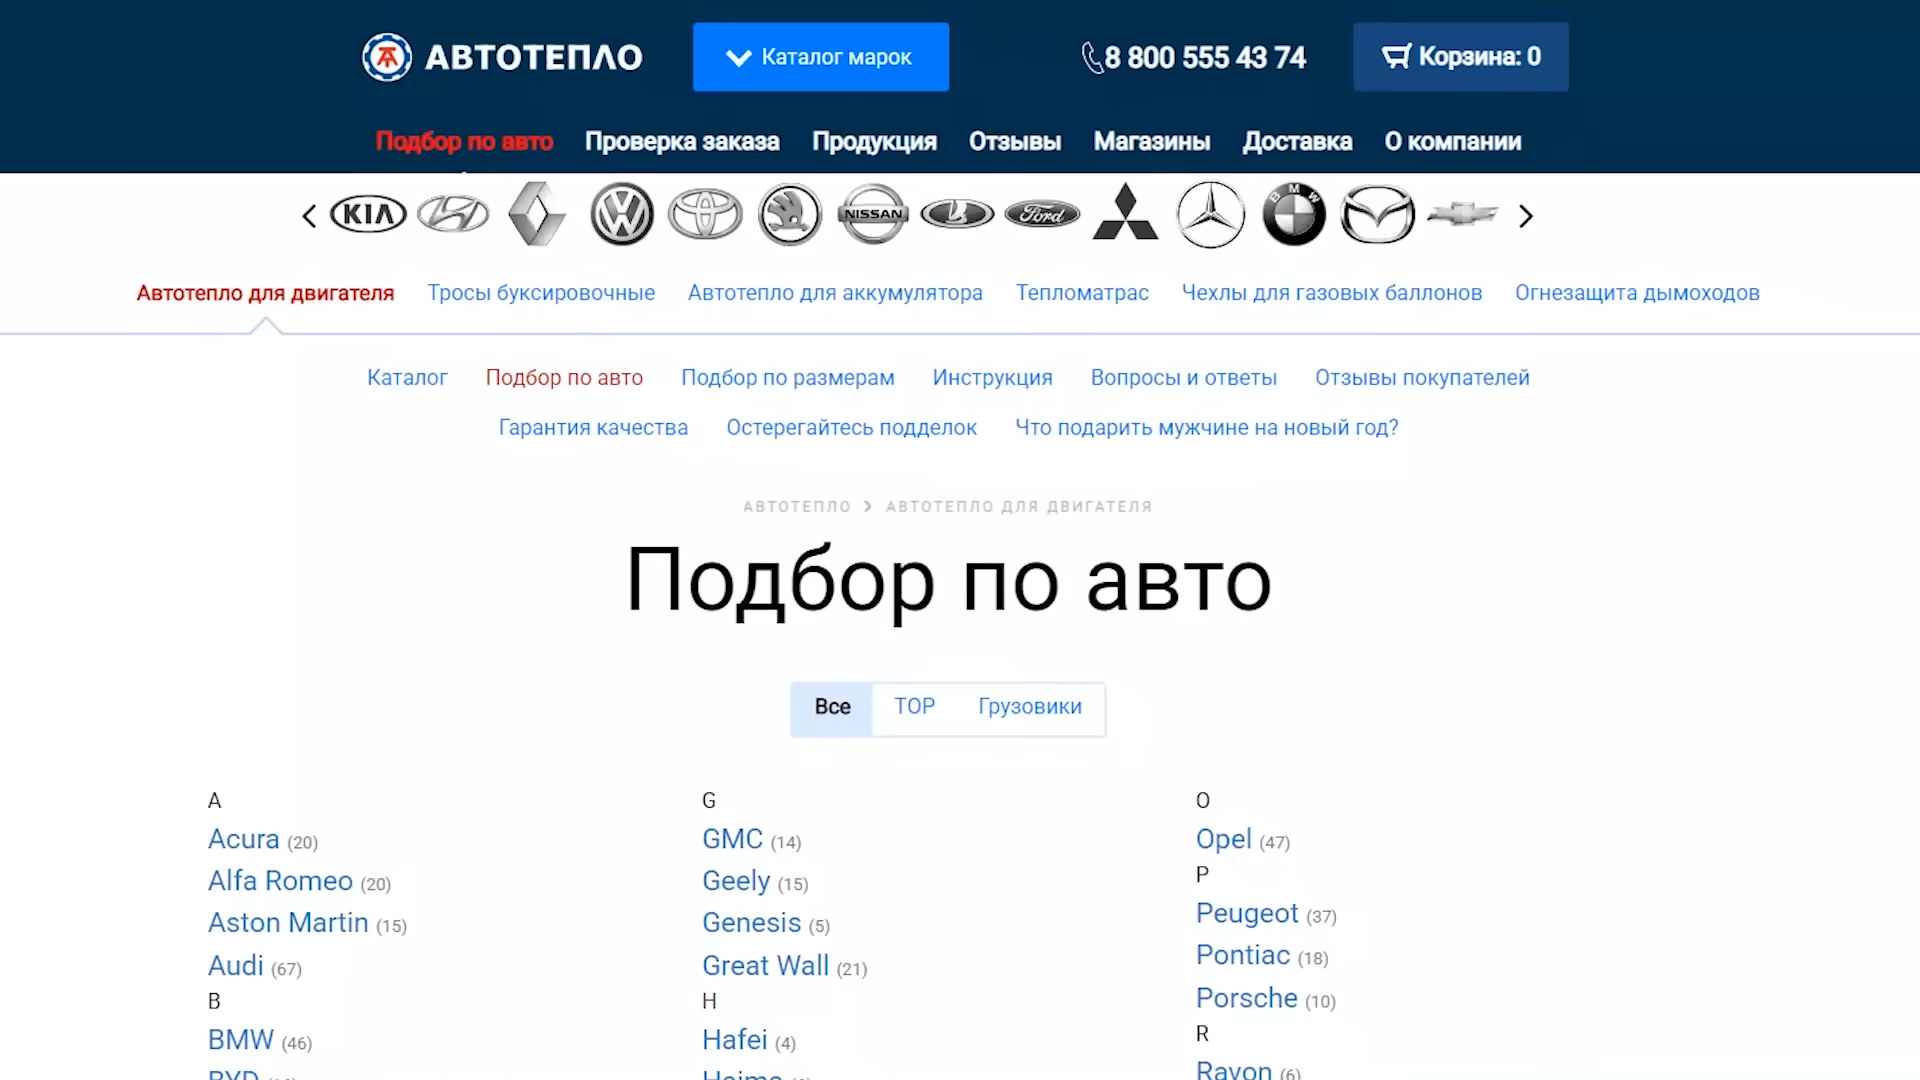 АВТОТЕПЛО
Каталог марок
8 800 555 43 74
Корзина: 0
Подбор по авто Проверка заказа Продукция Отзывы Магазины Доставка О компании
KIA NISSAN Ford BMW
Автотепло для двигателя Тросы буксировочные Автотепло для аккумулятора Тепломатрас Чехлы для газовых баллонов Огнезащита дымоходов
Каталог Подбор по авто Подбор по размерам Инструкция Вопросы и ответы Отзывы покупателей
Гарантия качества Остерегайтесь подделок Что подарить мужчине на новый год?
АВТОТЕПЛО > АВТОТЕПЛО ДЛЯ ДВИГАТЕЛЯ
Подбор по авто
Все TOP Грузовики
A
Acura (20)
Alfa Romeo (20)
Aston Martin (15)
Audi (67)
B
BMW (46)
BYD
G
GMC (14)
Geely (15)
Genesis (5)
Great Wall (21)
H
Hafei (4)
O
Opel (47)
P
Peugeot (37)
Pontiac (18)
Porsche (10)
R
Ravon (6)